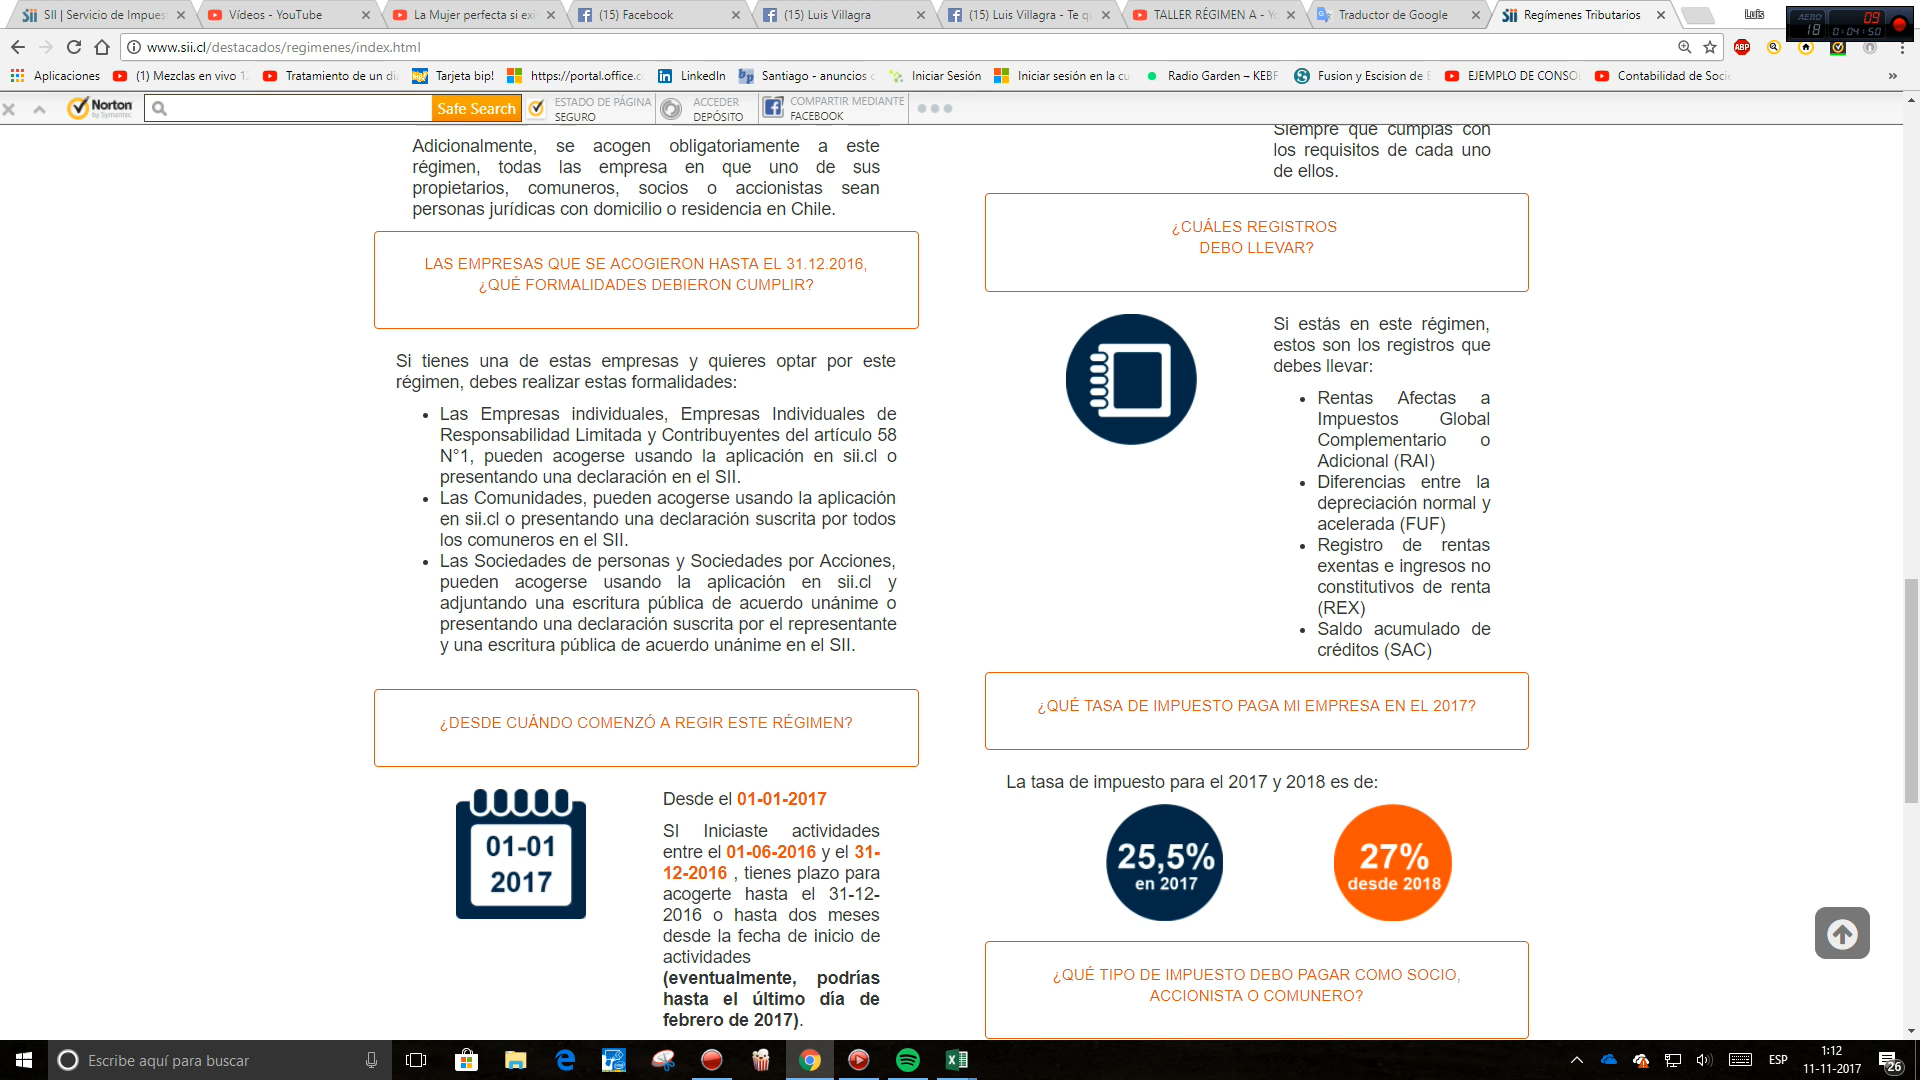 SII | Servicio de Impues
Vídeos - YouTube
La Mujer perfecta si exi
(15) Facebook
(15) Luis Villagra
(15) Luis Villagra - Te q
TALLER RÉGIMEN A - Yo
Traductor de Google
Regímenes Tributarios
Luis
AERO
18
09
0:04:50
www.sii.cl/destacados/regimenes/index.html
ABP
Aplicaciones
(1) Mezclas en vivo 1
Tratamiento de un di
Tarjeta bip!
https://portal.office.c
LinkedIn
Santiago - anuncios c
Iniciar Sesión
Iniciar sesión en la cu
Radio Garden – KEBF
Fusion y Escision de E
EJEMPLO DE CONSOL
Contabilidad de Socie
»
Norton
by Symantec
Safe Search
ESTADO DE PÁGINA
SEGURO
ACCEDER
DEPÓSITO
COMPARTIR MEDIANTE
FACEBOOK
Adicionalmente, se acogen obligatoriamente a este
régimen, todas las empresa en que uno de sus
propietarios, comuneros, socios o accionistas sean
personas jurídicas con domicilio o residencia en Chile.
LAS EMPRESAS QUE SE ACOGIERON HASTA EL 31.12.2016,
¿QUÉ FORMALIDADES DEBIERON CUMPLIR?
Si tienes una de estas empresas y quieres optar por este
régimen, debes realizar estas formalidades:
• Las Empresas individuales, Empresas Individuales de
Responsabilidad Limitada y Contribuyentes del artículo 58
N°1, pueden acogerse usando la aplicación en sii.cl o
presentando una declaración en el SII.
• Las Comunidades, pueden acogerse usando la aplicación
en sii.cl o presentando una declaración suscrita por todos
los comuneros en el SII.
• Las Sociedades de personas y Sociedades por Acciones,
pueden acogerse usando la aplicación en sii.cl y
adjuntando una escritura pública de acuerdo unánime o
presentando una declaración suscrita por el representante
y una escritura pública de acuerdo unánime en el SII.
¿DESDE CUÁNDO COMENZÓ A REGIR ESTE RÉGIMEN?
01-01
2017
Desde el 01-01-2017
SI Iniciaste actividades
entre el 01-06-2016 y el 31-
12-2016 , tienes plazo para
acogerte hasta el 31-12-
2016 o hasta dos meses
desde la fecha de inicio de
actividades
(eventualmente, podrías
hasta el último día de
febrero de 2017).
Siempre que cumplas con
los requisitos de cada uno
de ellos.
¿CUÁLES REGISTROS
DEBO LLEVAR?
Si estás en este régimen,
estos son los registros que
debes llevar:
• Rentas Afectas a
Impuestos Global
Complementario o
Adicional (RAI)
• Diferencias entre la
depreciación normal y
acelerada (FUF)
• Registro de rentas
exentas e ingresos no
constitutivos de renta
(REX)
• Saldo acumulado de
créditos (SAC)
¿QUÉ TASA DE IMPUESTO PAGA MI EMPRESA EN EL 2017?
La tasa de impuesto para el 2017 y 2018 es de:
25,5%
en 2017
27%
desde 2018
¿QUÉ TIPO DE IMPUESTO DEBO PAGAR COMO SOCIO,
ACCIONISTA O COMUNERO?
Escribe aquí para buscar
ESP
1:12
11-11-2017
26